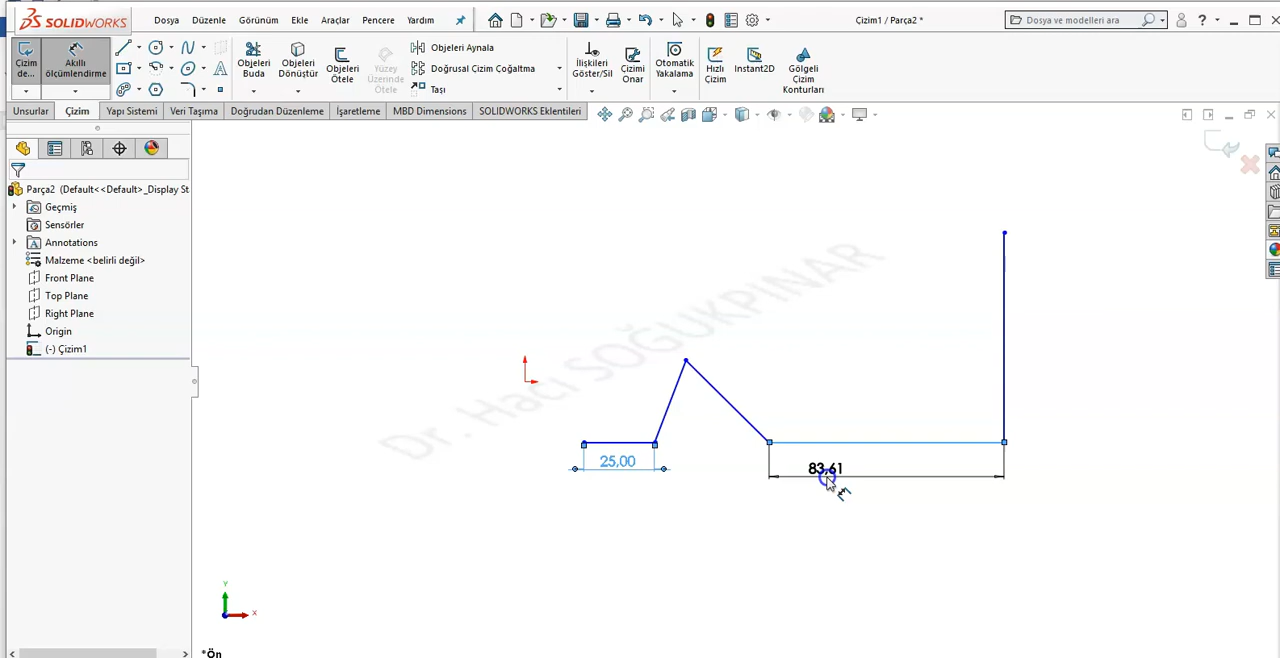 SOLIDWORKS
Dosya Düzenle Görünüm Ekle Araçlar Pencere Yardım
Çizim1 / Parça2 *
Dosya ve modelleri ara
?
Çizim de...
Akıllı ölçümlendirme
Objeleri Buda
Objeleri Dönüştür
Objeleri Ötele
Yüzey Üzerinde Ötele
Objeleri Aynala
Doğrusal Çizim Çoğaltma
Taşı
İlişkileri Göster/Sil
Çizimi Onar
Otomatik Yakalama
Hızlı Çizim
Instant2D
Gölgeli Çizim Konturları
Unsurlar Çizim Yapı Sistemi Veri Taşıma Doğrudan Düzenleme İşaretleme MBD Dimensions SOLIDWORKS Eklentileri
Parça2 (Default<<Default>_Display St
Geçmiş
Sensörler
Annotations
Malzeme <belirli değil>
Front Plane
Top Plane
Right Plane
Origin
(-) Çizim1
Dr. Hacı SOĞUKPINAR
25,00
83,61
Y
X
*Ön